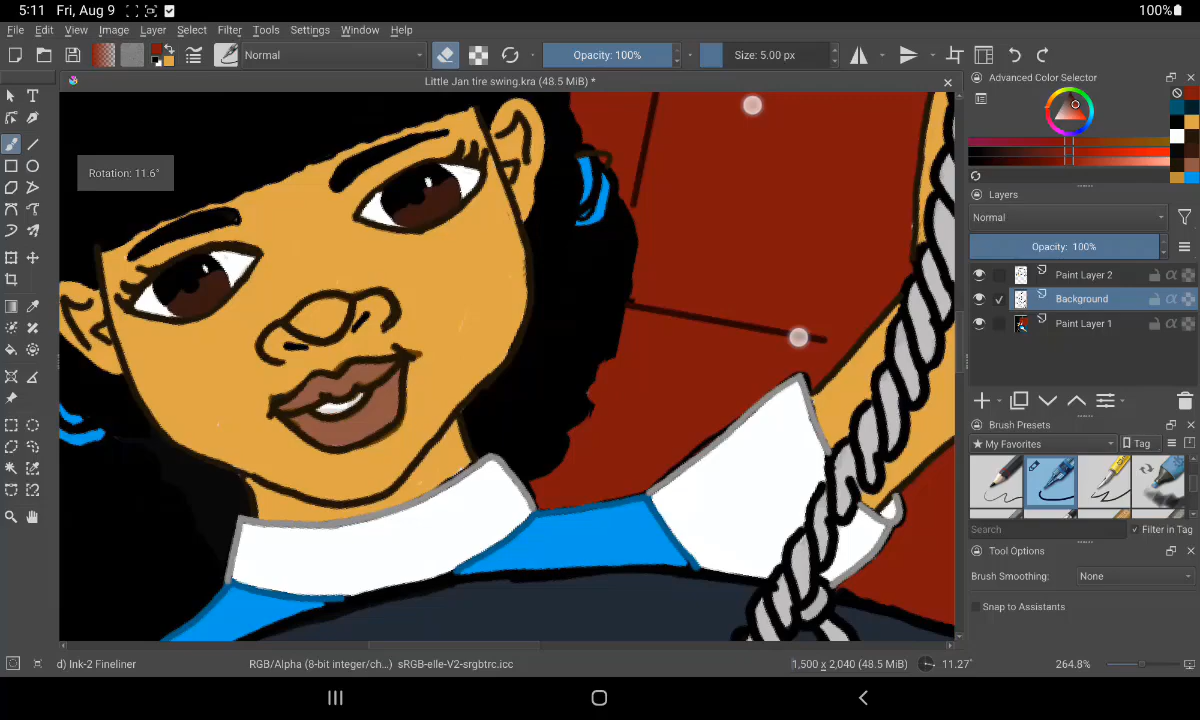 5:11 Fri, Aug 9 100%
File Edit View Image Layer Select Filter Tools Settings Window Help
Normal Opacity: 100% Size: 5.00 px
Little Jan tire swing.kra (48.5 MiB) *
Rotation: 11.6°
Advanced Color Selector
Layers
Normal
Opacity: 100%
Paint Layer 2
Background
Paint Layer 1
Brush Presets
My Favorites Tag
Search Filter in Tag
Tool Options
Brush Smoothing: None
Snap to Assistants
d) Ink-2 Fineliner RGB/Alpha (8-bit integer/ch...) sRGB-elle-V2-srgbtrc.icc 1,500 x 2,040 (48.5 MiB) 11.27° 264.8%